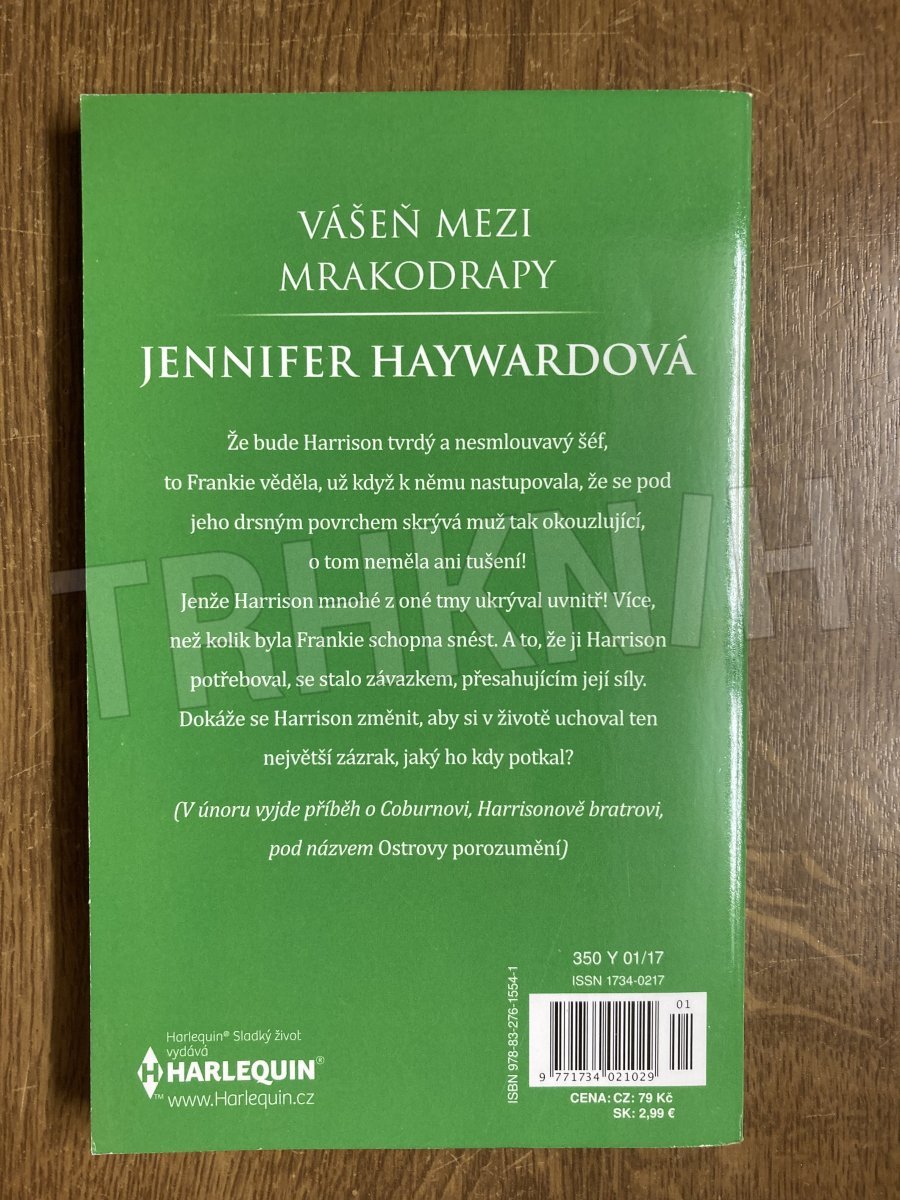 VÁŠEŇ MEZI
MRAKODRAPY
JENNIFER HAYWARDOVÁ
Že bude Harrison tvrdý a nesmlouvavý šéf,
to Frankie věděla, už když k němu nastupovala, že se pod
jeho drsným povrchem skrývá muž tak okouzlující,
o tom neměla ani tušení!
Jenže Harrison mnohé z oné tmy ukrýval uvnitř! Více,
než kolik byla Frankie schopna snést. A to, že ji Harrison
potřeboval, se stalo závazkem, přesahujícím její síly.
Dokáže se Harrison změnit, aby si v životě uchoval ten
největší zázrak, jaký ho kdy potkal?
(V únoru vyjde příběh o Coburnovi, Harrisonově bratrovi,
pod názvem Ostrovy porozumění)
TRHKNIH
350 Y 01/17
ISSN 1734-0217
ISBN 978-83-276-1554-1
01
9 771734 021029
CENA: CZ: 79 Kč
SK: 2,99 €
Harlequin® Sladký život
vydává
HARLEQUIN®
™ www.Harlequin.cz